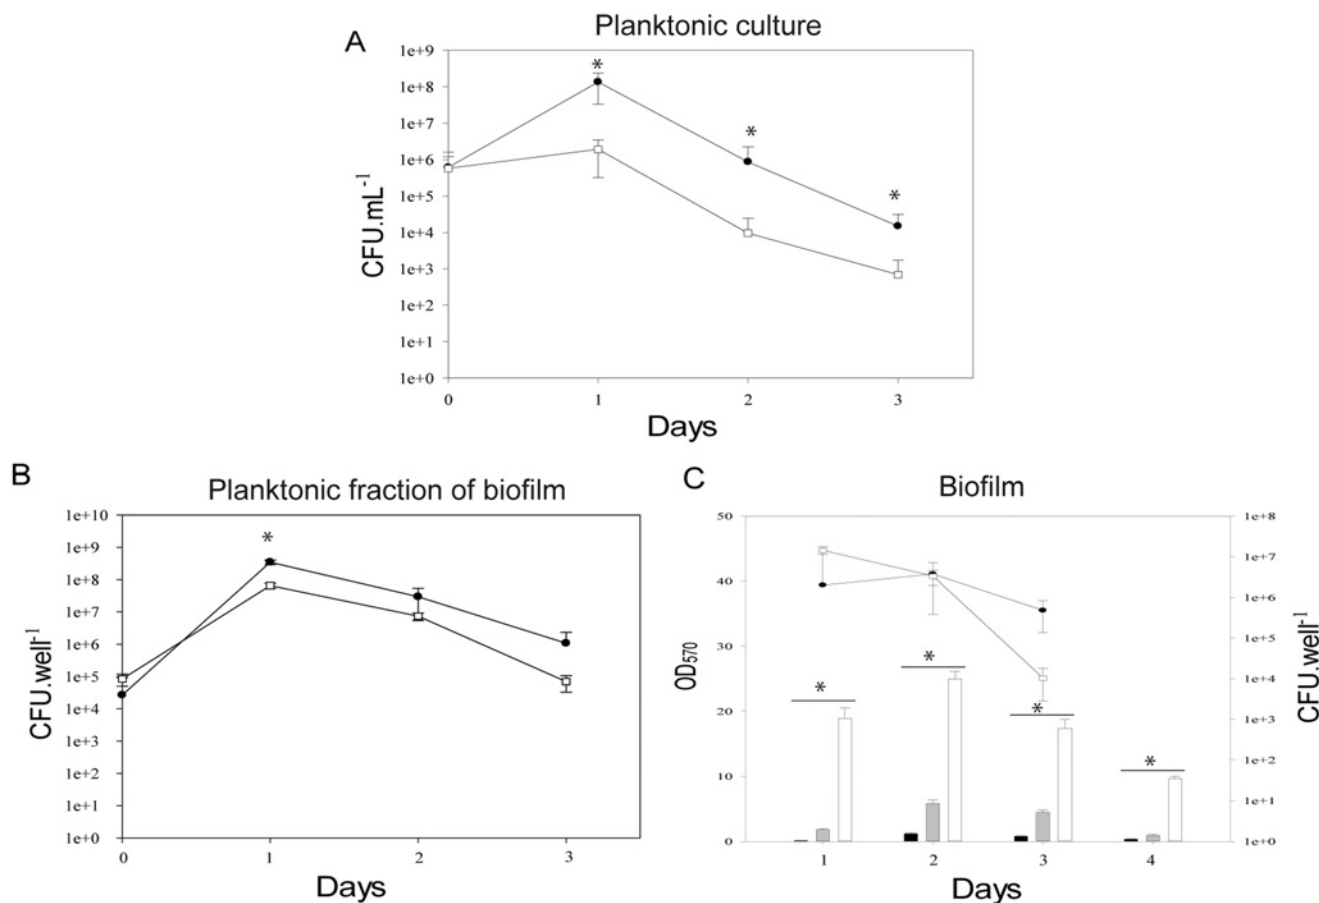 A
Planktonic culture
1e+9
1e+8
1e+7
1e+6
1e+5
1e+4
1e+3
1e+2
1e+1
1e+0
CFU.mL-1
*
*
*
0 1 2 3
Days
B
Planktonic fraction of biofilm
1e+10
1e+9
1e+8
1e+7
1e+6
1e+5
1e+4
1e+3
1e+2
1e+1
1e+0
CFU.well-1
*
0 1 2 3
Days
C
Biofilm
50
40
30
20
10
0
OD570
*
*
*
*
1e+8
1e+7
1e+6
1e+5
1e+4
1e+3
1e+2
1e+1
1e+0
CFU.well-1
1 2 3 4
Days